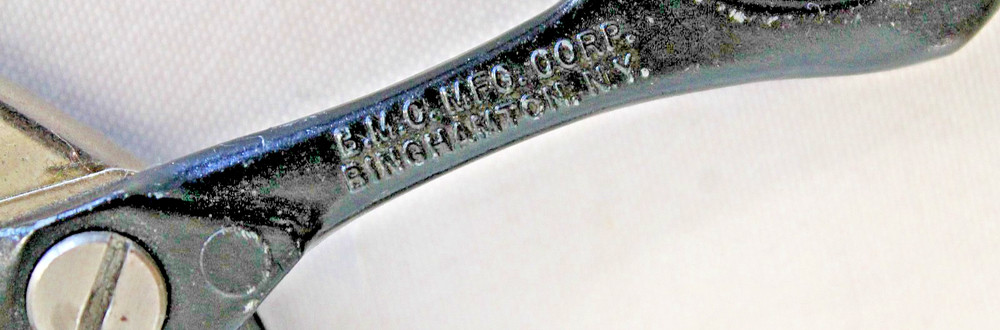 B.M.C. MFG. CORP.
BINGHAMTON, N.Y.